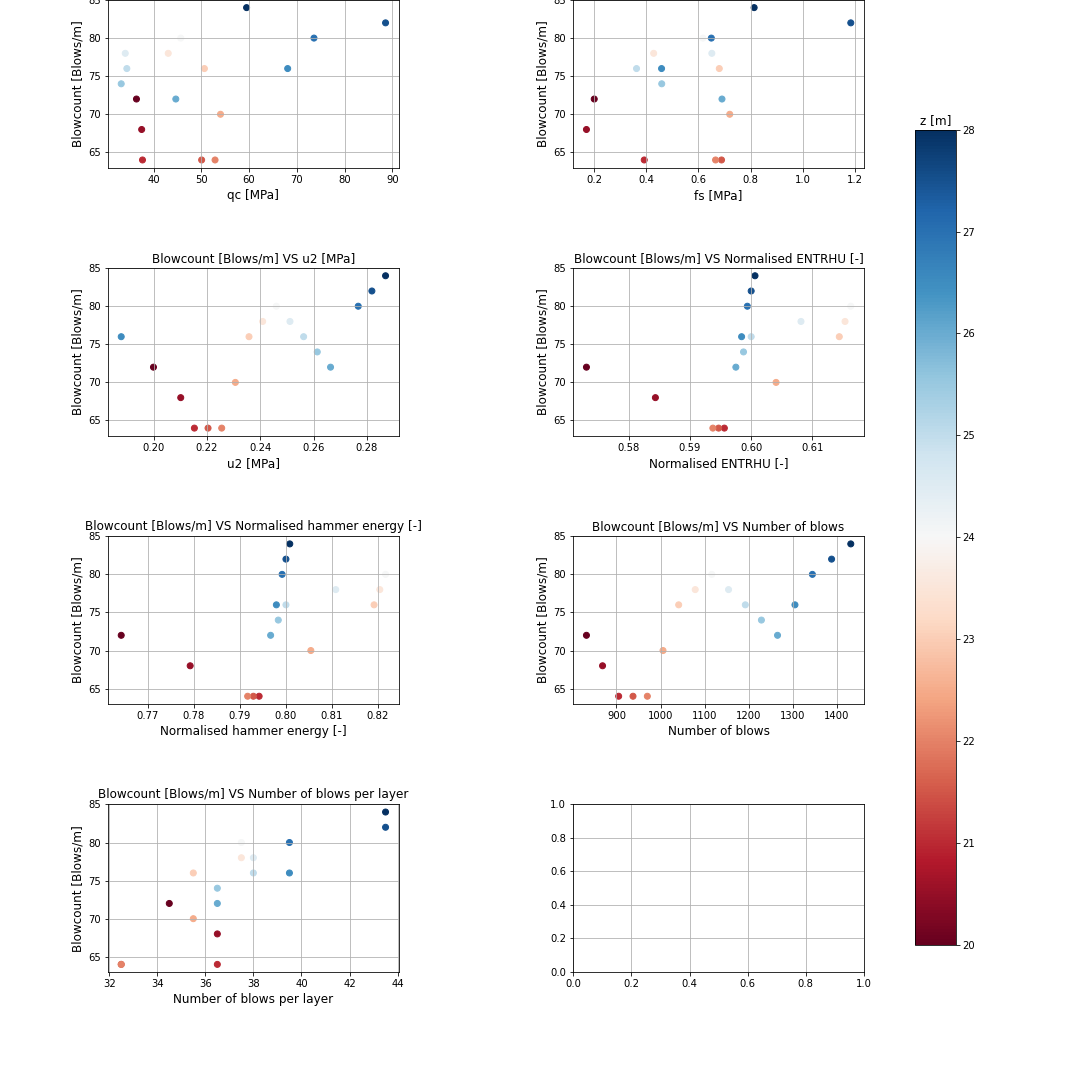 85
80
75
70
65
Blowcount [Blows/m]
40 50 60 70 80 90
qc [MPa]
85
80
75
70
65
Blowcount [Blows/m]
0.2 0.4 0.6 0.8 1.0 1.2
fs [MPa]
z [m]
28
27
26
25
24
23
22
21
20
Blowcount [Blows/m] VS u2 [MPa]
85
80
75
70
65
Blowcount [Blows/m]
0.20 0.22 0.24 0.26 0.28
u2 [MPa]
Blowcount [Blows/m] VS Normalised ENTRHU [-]
85
80
75
70
65
Blowcount [Blows/m]
0.58 0.59 0.60 0.61
Normalised ENTRHU [-]
Blowcount [Blows/m] VS Normalised hammer energy [-]
85
80
75
70
65
Blowcount [Blows/m]
0.77 0.78 0.79 0.80 0.81 0.82
Normalised hammer energy [-]
Blowcount [Blows/m] VS Number of blows
85
80
75
70
65
Blowcount [Blows/m]
900 1000 1100 1200 1300 1400
Number of blows
Blowcount [Blows/m] VS Number of blows per layer
85
80
75
70
65
Blowcount [Blows/m]
32 34 36 38 40 42 44
Number of blows per layer
1.0
0.8
0.6
0.4
0.2
0.0
0.0 0.2 0.4 0.6 0.8 1.0